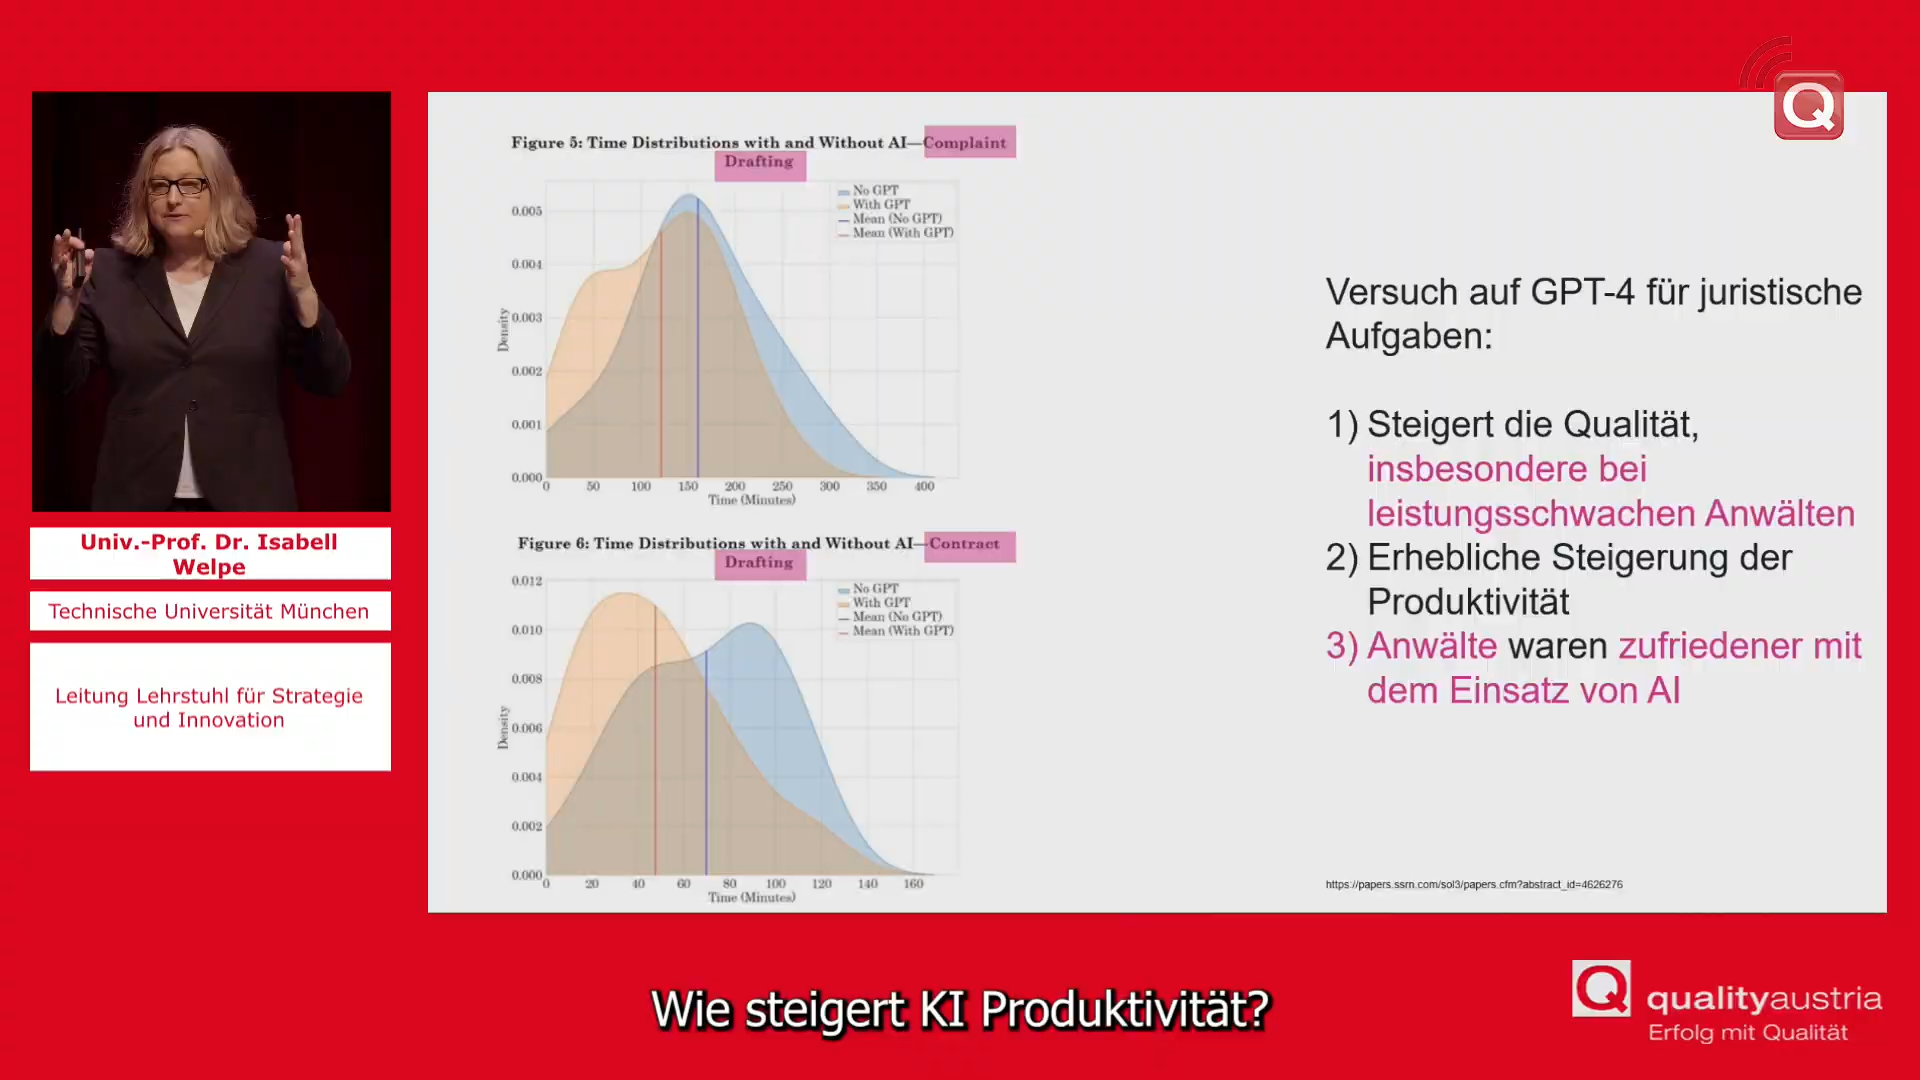 Q
Univ.-Prof. Dr. Isabell
Welpe
Technische Universität München
Leitung Lehrstuhl für Strategie
und Innovation
Figure 5: Time Distributions with and Without AI—Complaint
Drafting
No GPT
With GPT
Mean (No GPT)
Mean (With GPT)
0.005
0.004
0.003
0.002
0.001
0.000
Density
0 50 100 150 200 250 300 350 400
Time (Minutes)
Figure 6: Time Distributions with and Without AI—Contract
Drafting
No GPT
With GPT
Mean (No GPT)
Mean (With GPT)
0.012
0.010
0.008
0.006
0.004
0.002
0.000
Density
0 20 40 60 80 100 120 140 160
Time (Minutes)
Versuch auf GPT-4 für juristische
Aufgaben:
1) Steigert die Qualität,
insbesondere bei
leistungsschwachen Anwälten
2) Erhebliche Steigerung der
Produktivität
3) Anwälte waren zufriedener mit
dem Einsatz von AI
https://papers.ssrn.com/sol3/papers.cfm?abstract_id=4626276
Wie steigert KI Produktivität?
Q qualityaustria
Erfolg mit Qualität